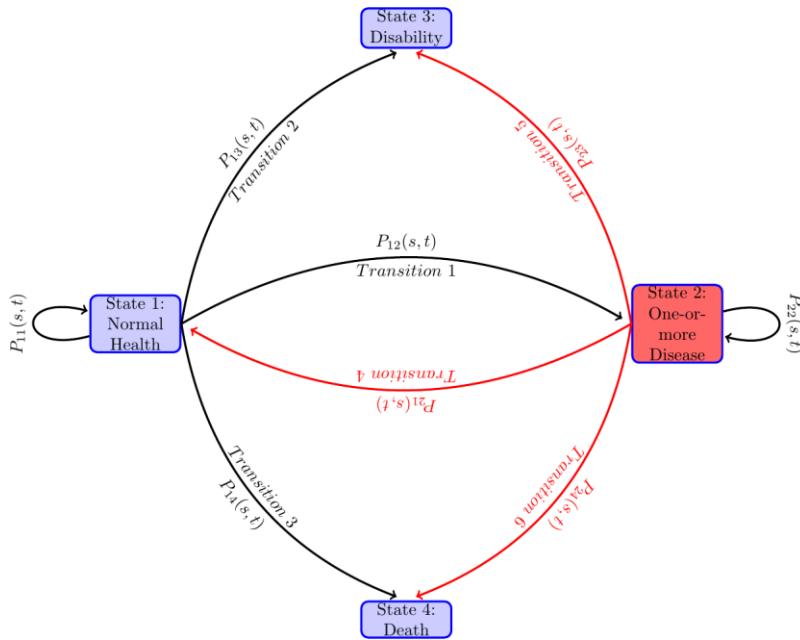 State 3:
Disability
P₁₃(s, t)
Transition 2
P₂₃(s, t)
Transition 5
P₁₂(s, t)
Transition 1
State 1:
Normal
Health
P₁₁(s, t)
State 2:
One-or-
more
Disease
P₂₂(s, t)
Transition 4
P₂₁(s, t)
Transition 3
P₁₄(s, t)
Transition 6
P₂₄(s, t)
State 4:
Death